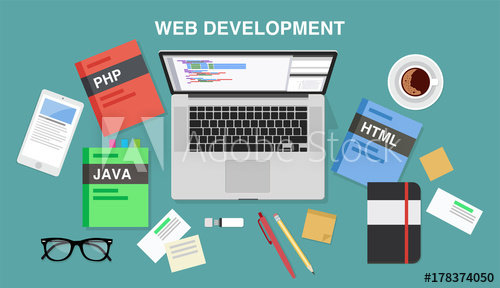 WEB DEVELOPMENT
PHP
HTML
JAVA
Adobe Stock
#178374050